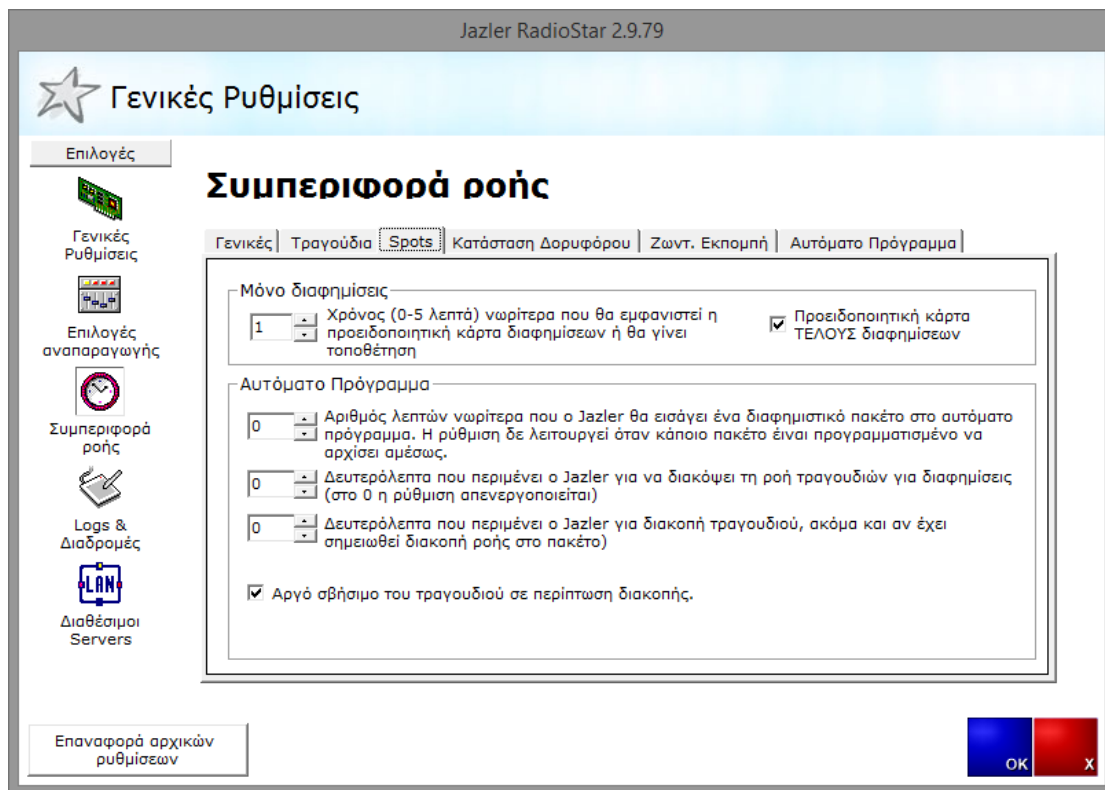 Jazler RadioStar 2.9.79
Γενικές Ρυθμίσεις
Επιλογές
Γενικές
Ρυθμίσεις
Επιλογές
αναπαραγωγής
Συμπεριφορά
ροής
Logs &
Διαδρομές
LAN
Διαθέσιμοι
Servers
Συμπεριφορά ροής
Γενικές Τραγούδια Spots Κατάσταση Δορυφόρου Ζωντ. Εκπομπή Αυτόματο Πρόγραμμα
Μόνο διαφημίσεις
1
Χρόνος (0-5 λεπτά) νωρίτερα που θα εμφανιστεί η
προειδοποιητική κάρτα διαφημίσεων ή θα γίνει
τοποθέτηση
Προειδοποιητική κάρτα
ΤΕΛΟΥΣ διαφημίσεων
Αυτόματο Πρόγραμμα
0
Αριθμός λεπτών νωρίτερα που ο Jazler θα εισάγει ένα διαφημιστικό πακέτο στο αυτόματο
πρόγραμμα. Η ρύθμιση δε λειτουργεί όταν κάποιο πακέτο έιναι προγραμματισμένο να
αρχίσει αμέσως.
0
Δευτερόλεπτα που περιμένει ο Jazler για να διακόψει τη ροή τραγουδιών για διαφημίσεις
(στο 0 η ρύθμιση απενεργοποιείται)
0
Δευτερόλεπτα που περιμένει ο Jazler για διακοπή τραγουδιού, ακόμα και αν έχει
σημειωθεί διακοπή ροής στο πακέτο)
Αργό σβήσιμο του τραγουδιού σε περίπτωση διακοπής.
Επαναφορά αρχικών
ρυθμίσεων
OK
X